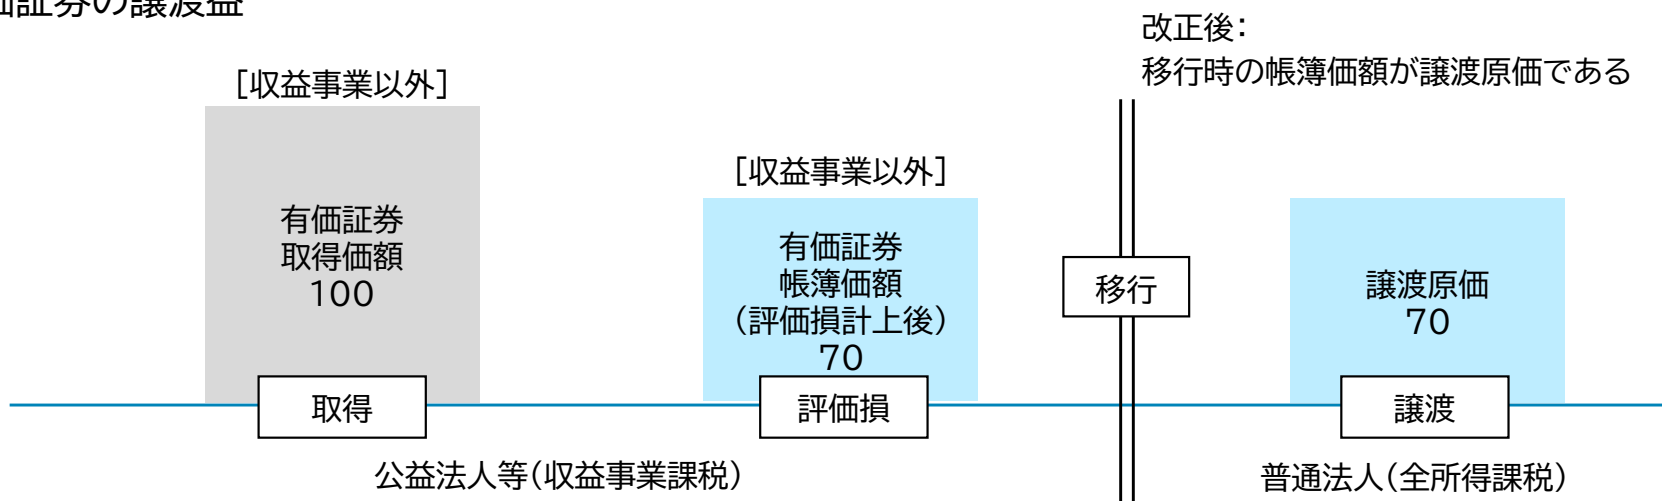 証券の譲渡益
改正後：
移行時の帳簿価額が譲渡原価である
［収益事業以外］
有価証券
取得価額
100
取得
［収益事業以外］
有価証券
帳簿価額
（評価損計上後）
70
評価損
移行
譲渡原価
70
譲渡
公益法人等（収益事業課税）
普通法人（全所得課税）